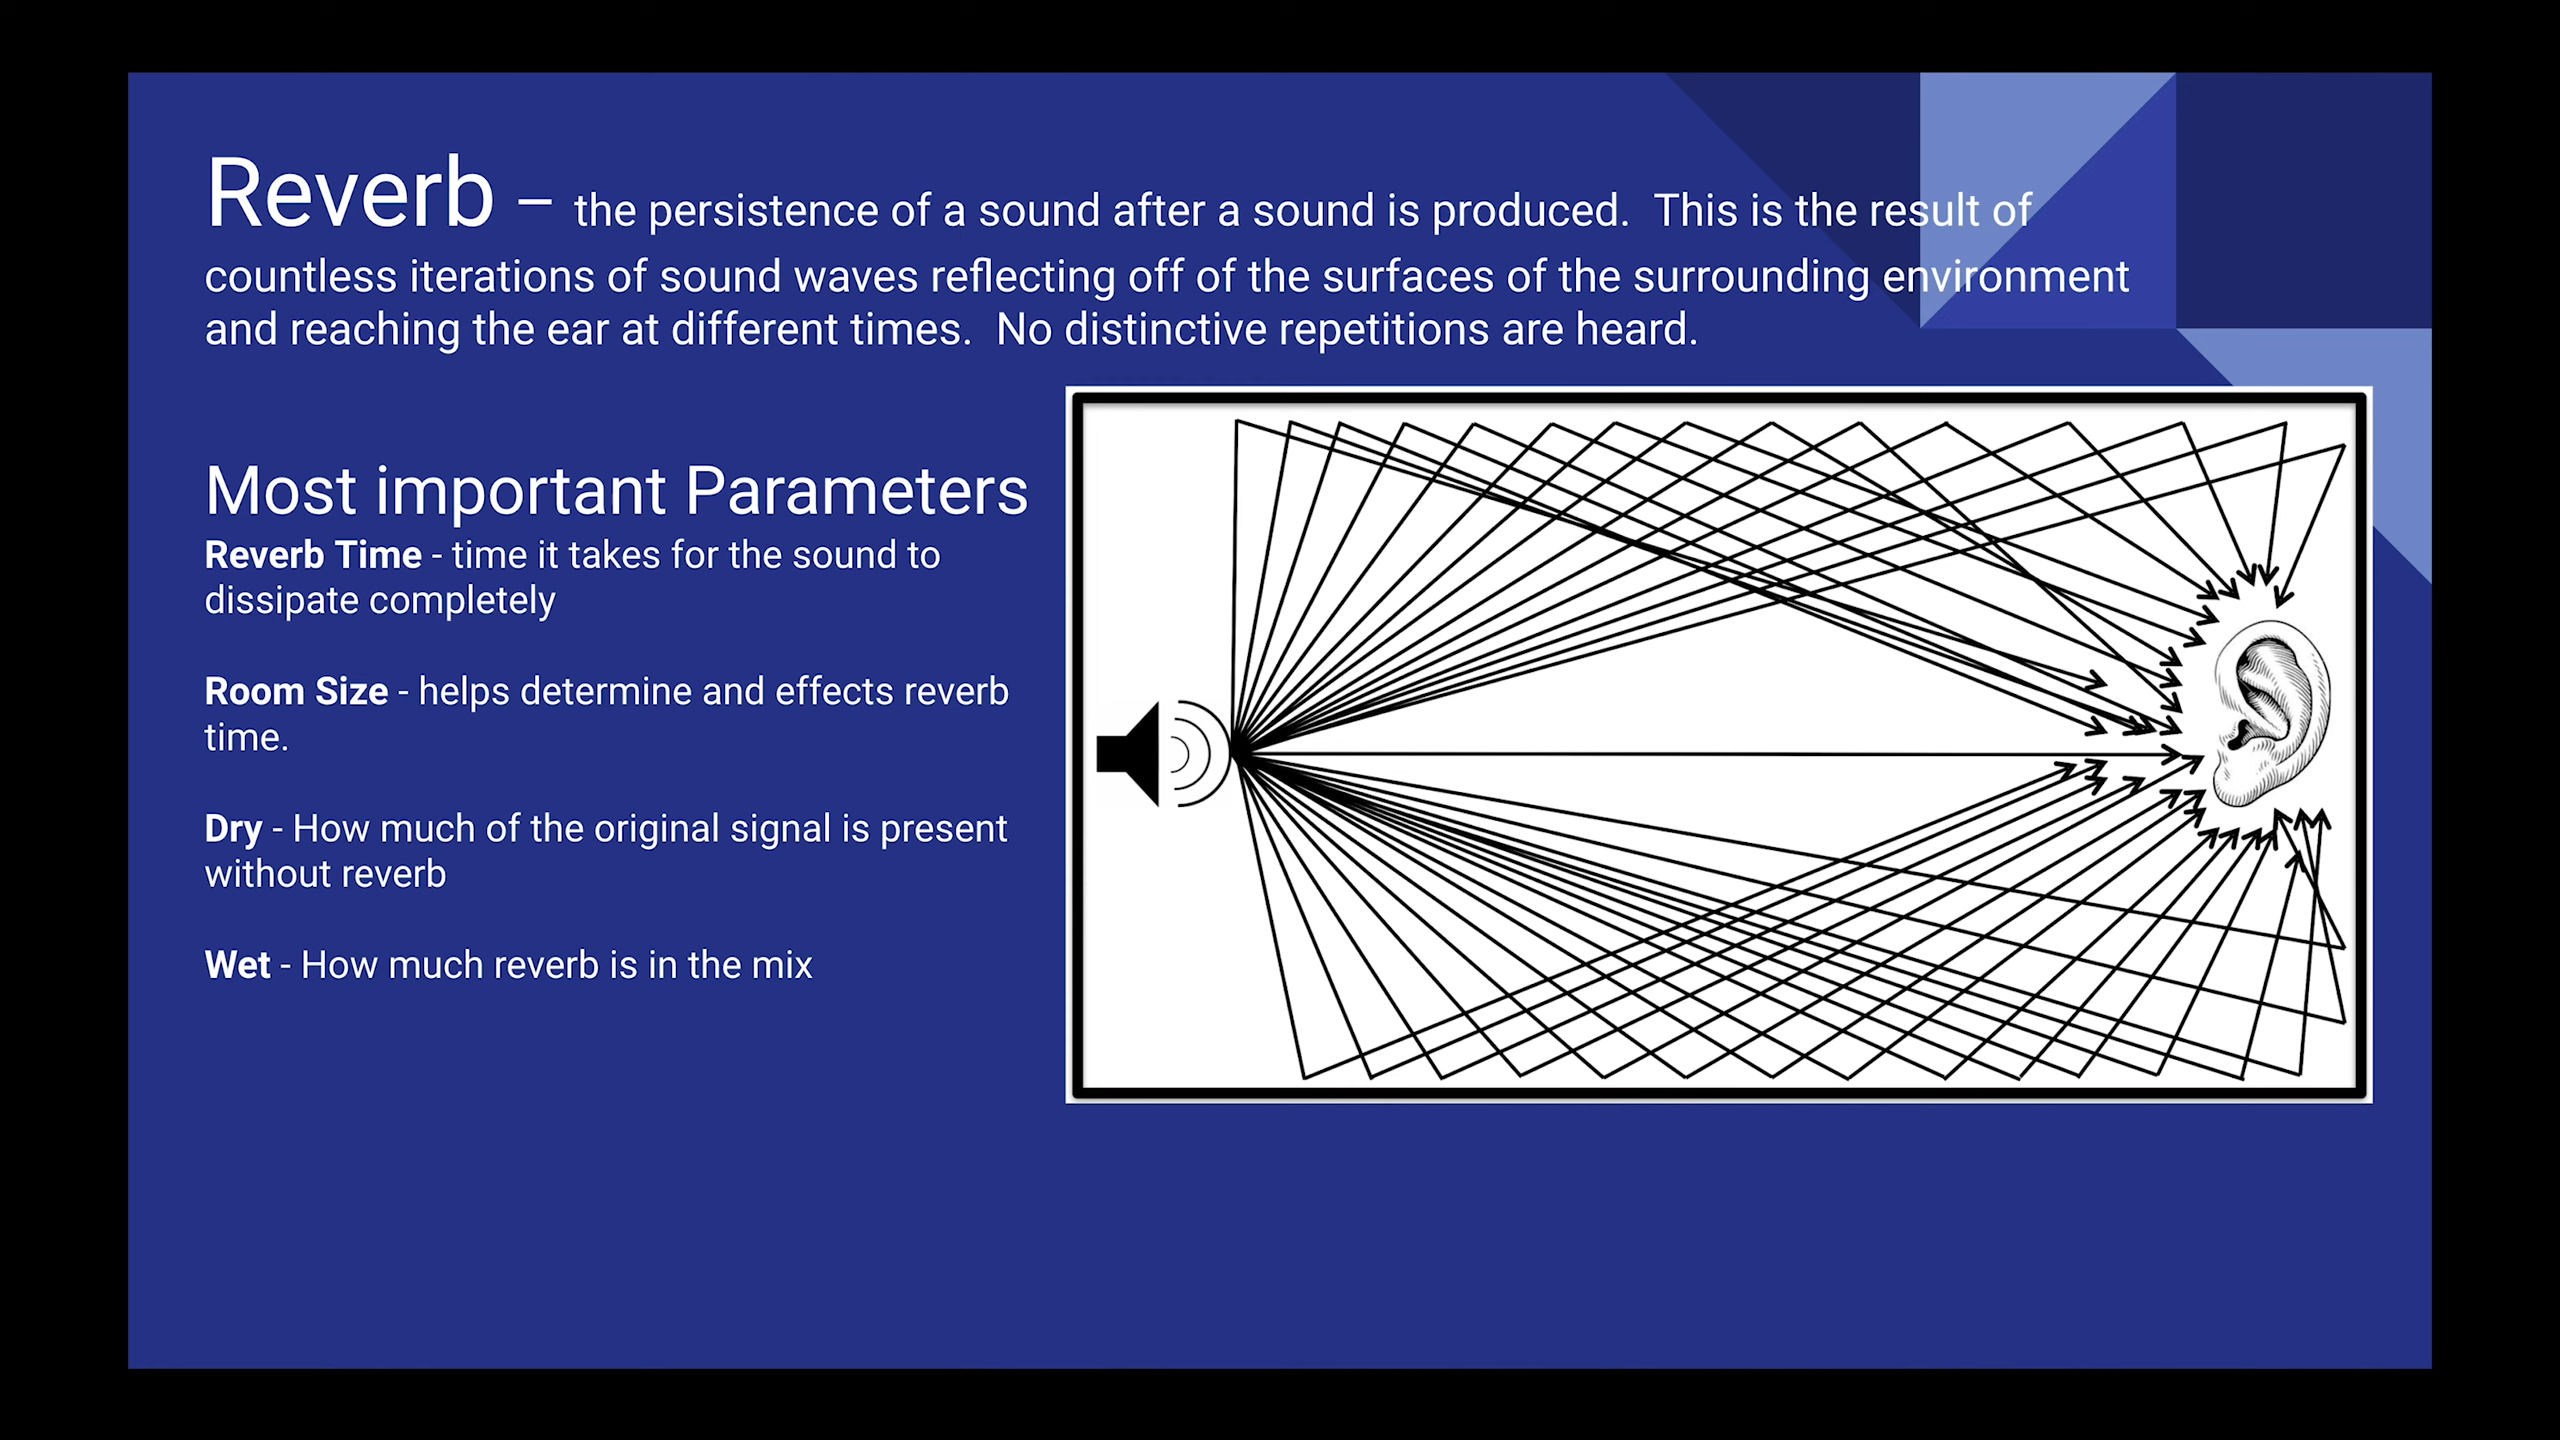 Reverb – the persistence of a sound after a sound is produced.  This is the result of
countless iterations of sound waves reflecting off of the surfaces of the surrounding environment
and reaching the ear at different times.  No distinctive repetitions are heard.
Most important Parameters
Reverb Time - time it takes for the sound to
dissipate completely
Room Size - helps determine and effects reverb
time.
Dry - How much of the original signal is present
without reverb
Wet - How much reverb is in the mix